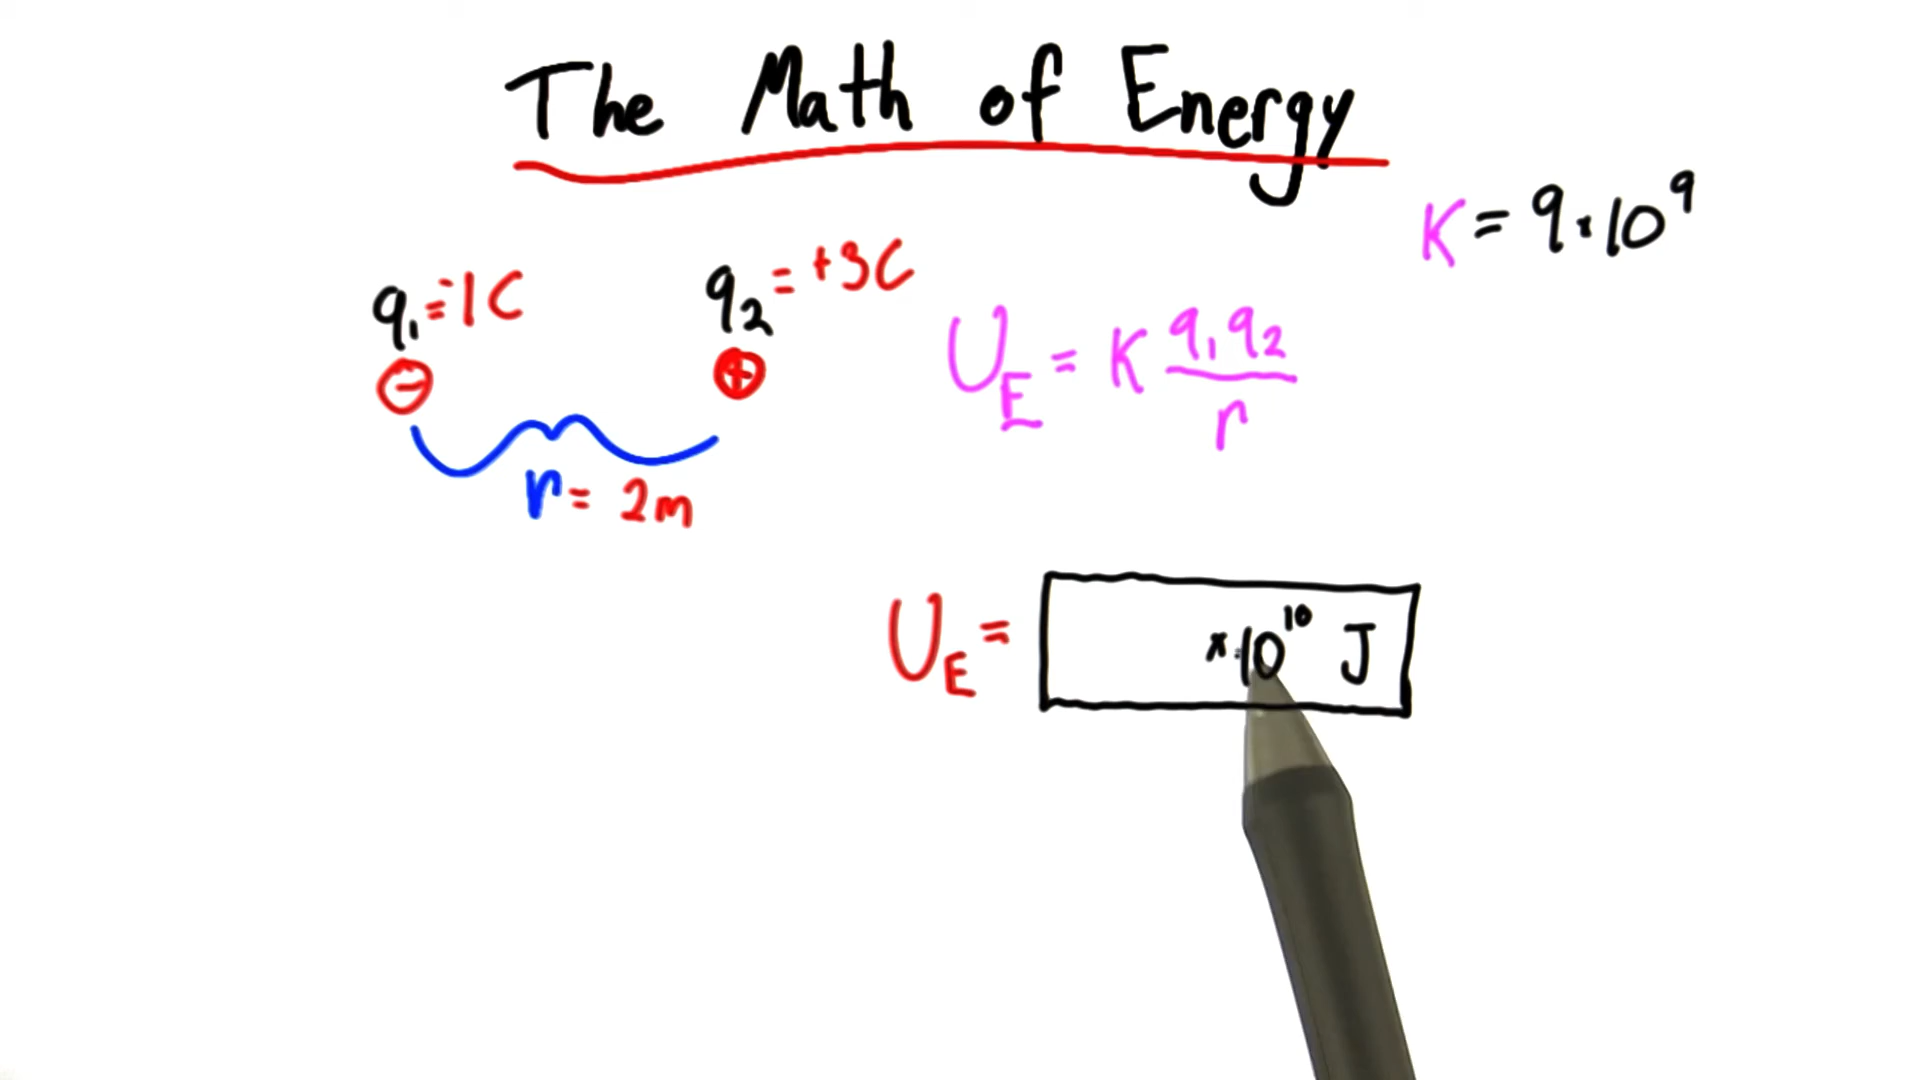 The Math of Energy
K = 9 · 10⁹
q₁ = -1C
q₂ = +3C
U_E = K q₁q₂ / r
r = 2m
U_E = × 10¹⁰ J